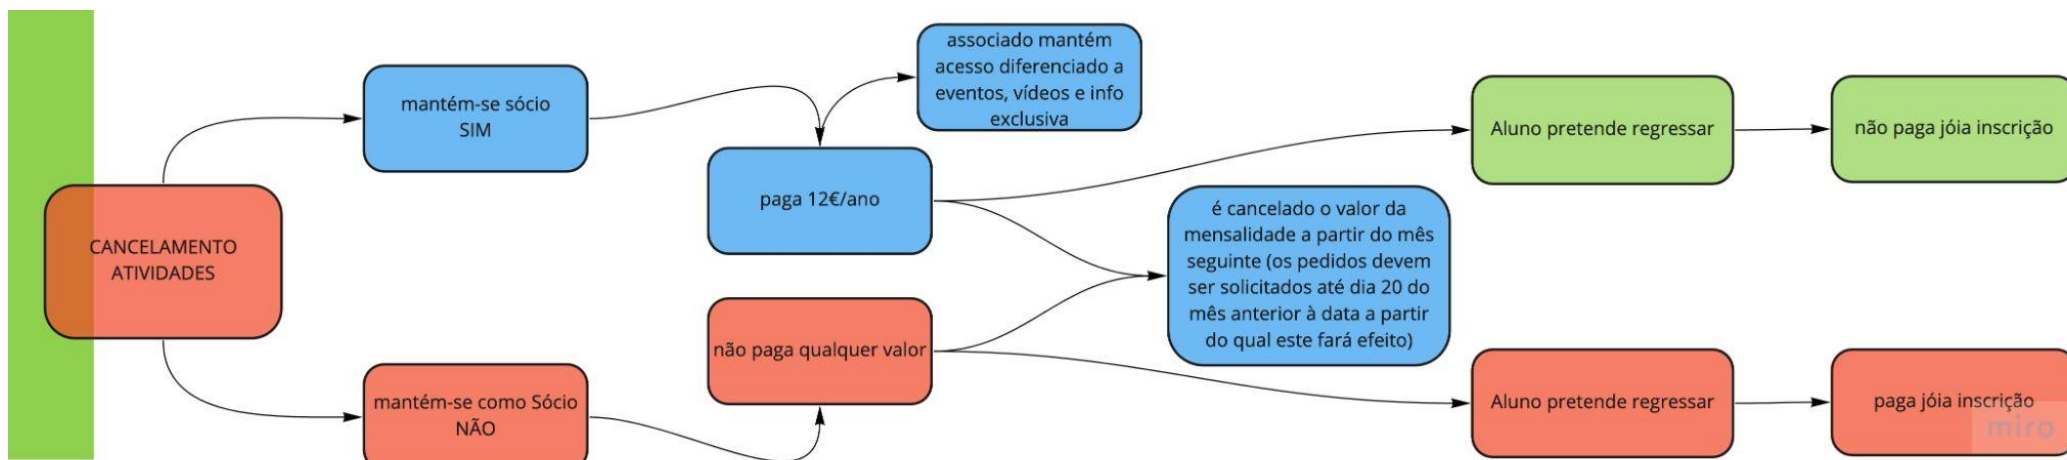 CANCELAMENTO
ATIVIDADES
mantém-se sócio
SIM
mantém-se como Sócio
NÃO
associado mantém
acesso diferenciado a
eventos, vídeos e info
exclusiva
paga 12€/ano
não paga qualquer valor
é cancelado o valor da
mensalidade a partir do mês
seguinte (os pedidos devem
ser solicitados até dia 20 do
mês anterior à data a partir
do qual este fará efeito)
Aluno pretende regressar
não paga jóia inscrição
Aluno pretende regressar
paga jóia inscrição
miro